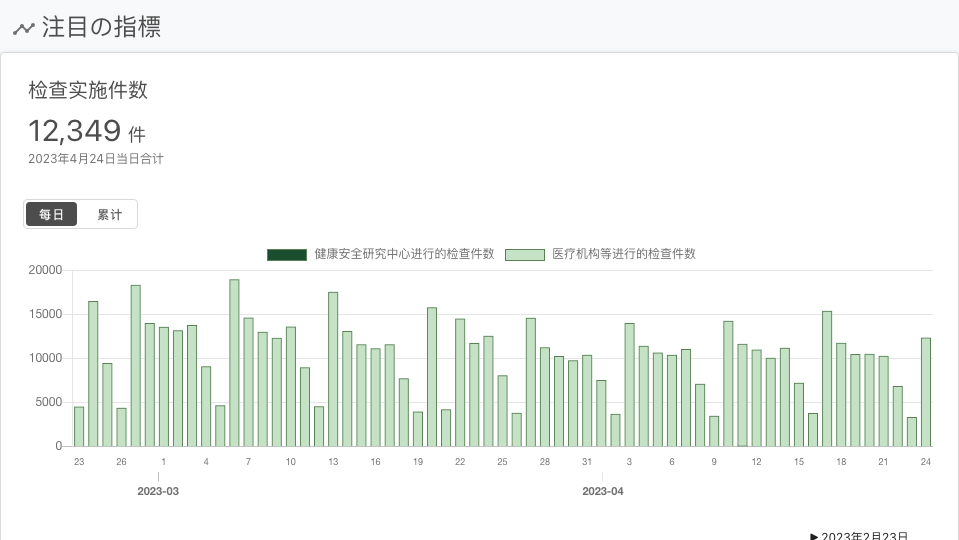 注目の指標
检查实施件数
12,349 件
2023年4月24日当日合计
每日 累计
健康安全研究中心进行的检查件数 医疗机构等进行的检查件数
20000
15000
10000
5000
0
23 26 1 4 7 10 13 16 19 22 25 28 31 3 6 9 12 15 18 21 24
2023-03 2023-04
▶ 2023年2月23日